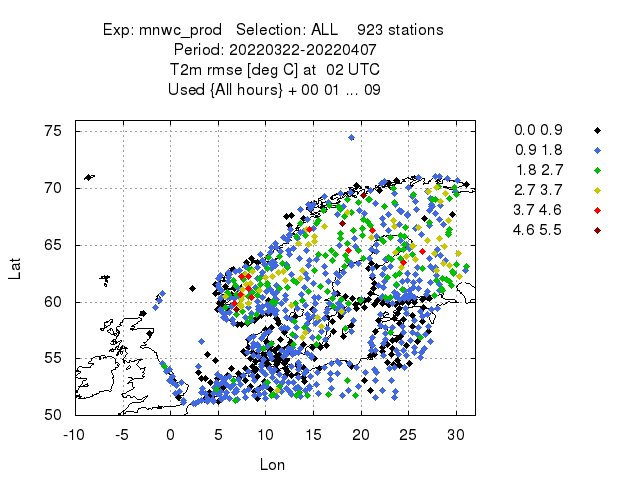 Exp: mnwc_prod   Selection: ALL    923 stations
Period: 20220322-20220407
T2m rmse [deg C] at  02 UTC
Used {All hours} + 00 01 ... 09
0.0 0.9
0.9 1.8
1.8 2.7
2.7 3.7
3.7 4.6
4.6 5.5
Lat
75
70
65
60
55
50
-10 -5 0 5 10 15 20 25 30
Lon